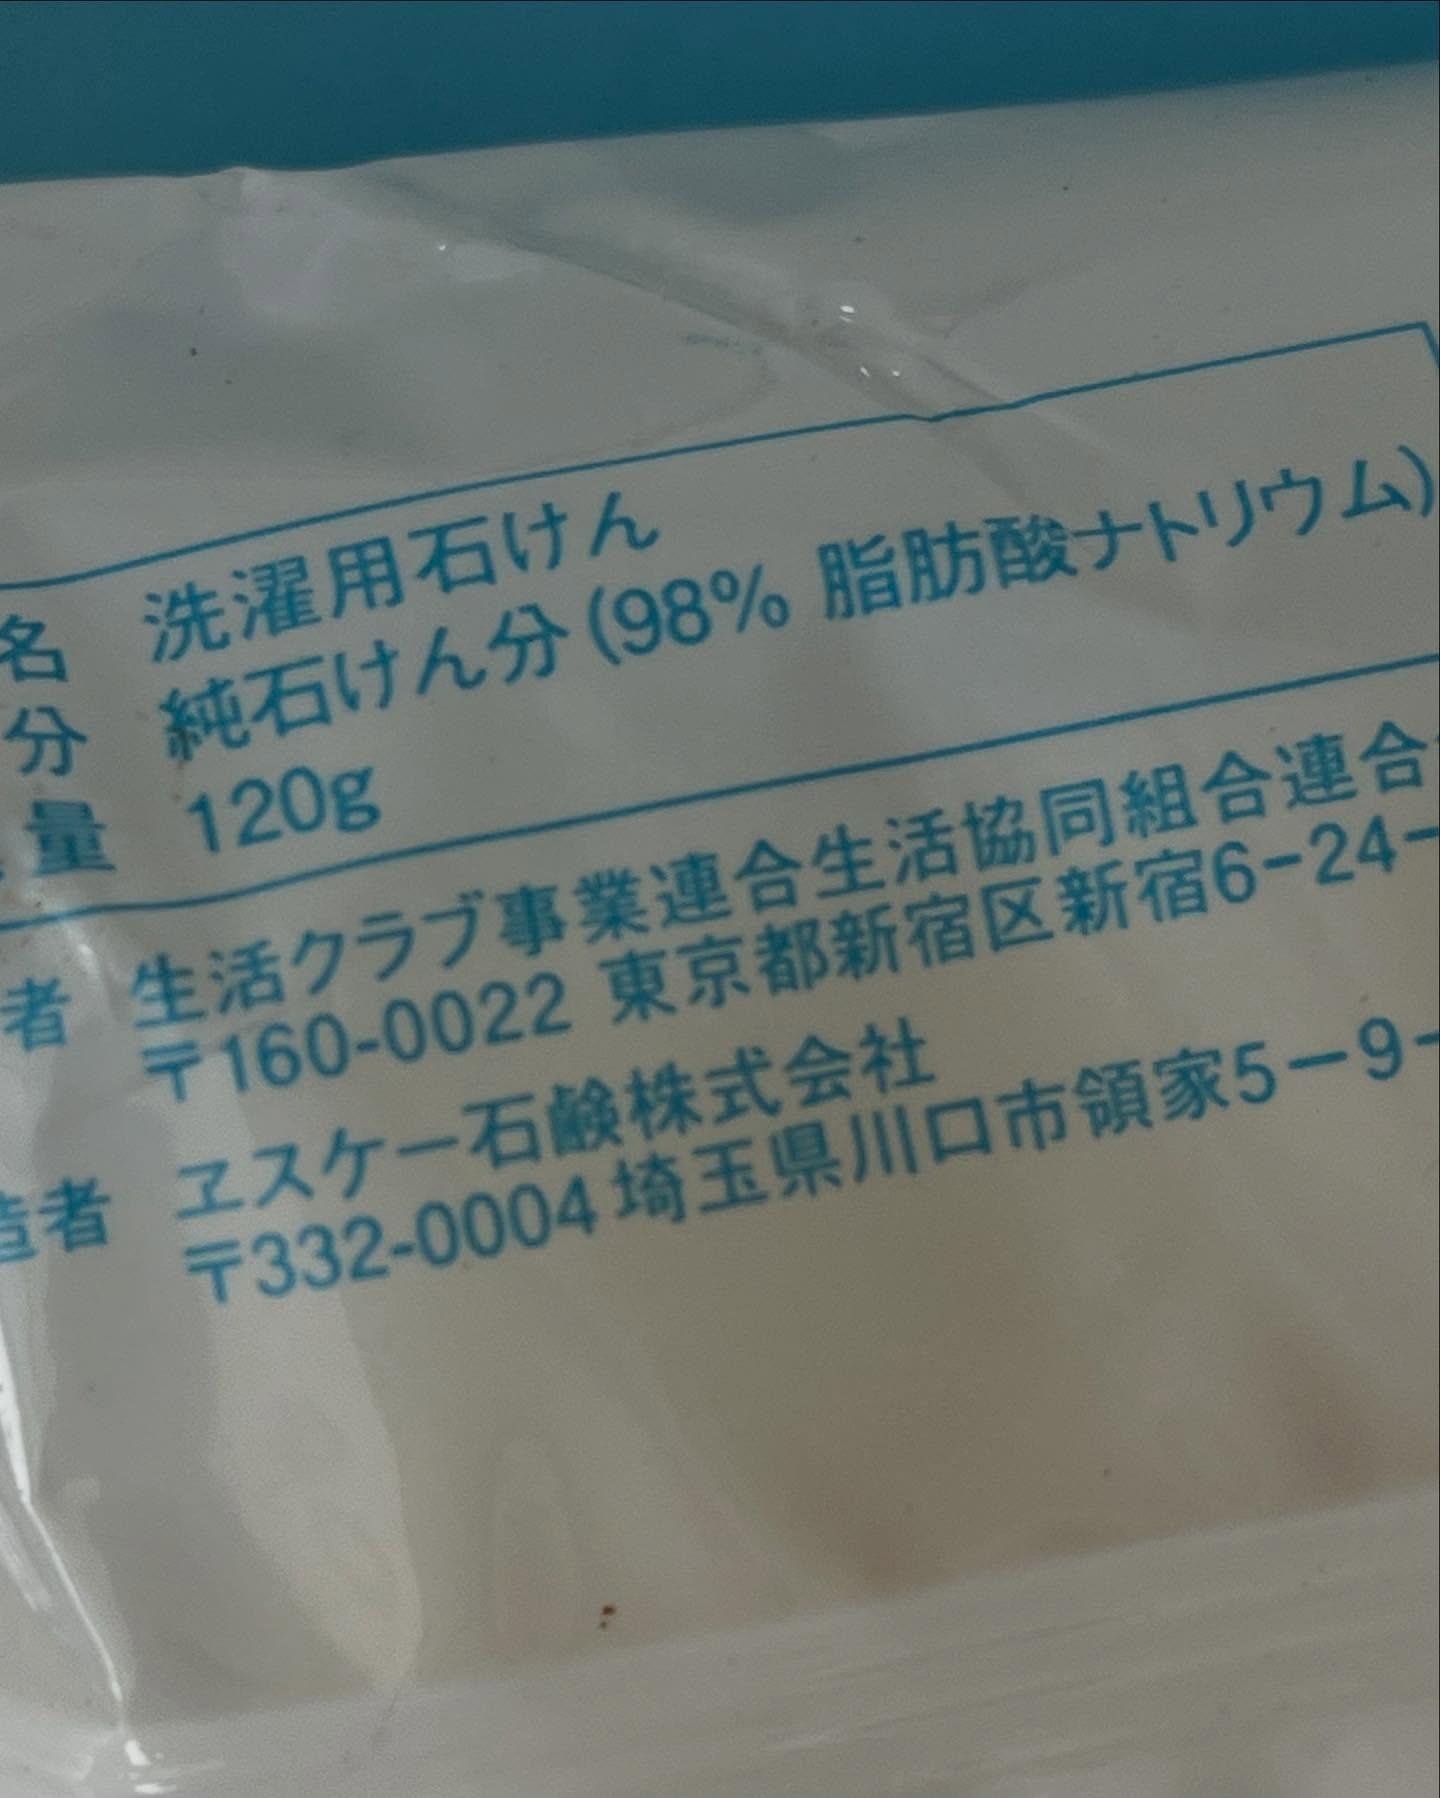 名 洗濯用石けん
分 純石けん分(98% 脂肪酸ナトリウム)
量 120g
者 生活クラブ事業連合生活協同組合連合
〒160-0022 東京都新宿区新宿6-24-
造者 ヱスケー石鹸株式会社
〒332-0004 埼玉県川口市領家5-9-